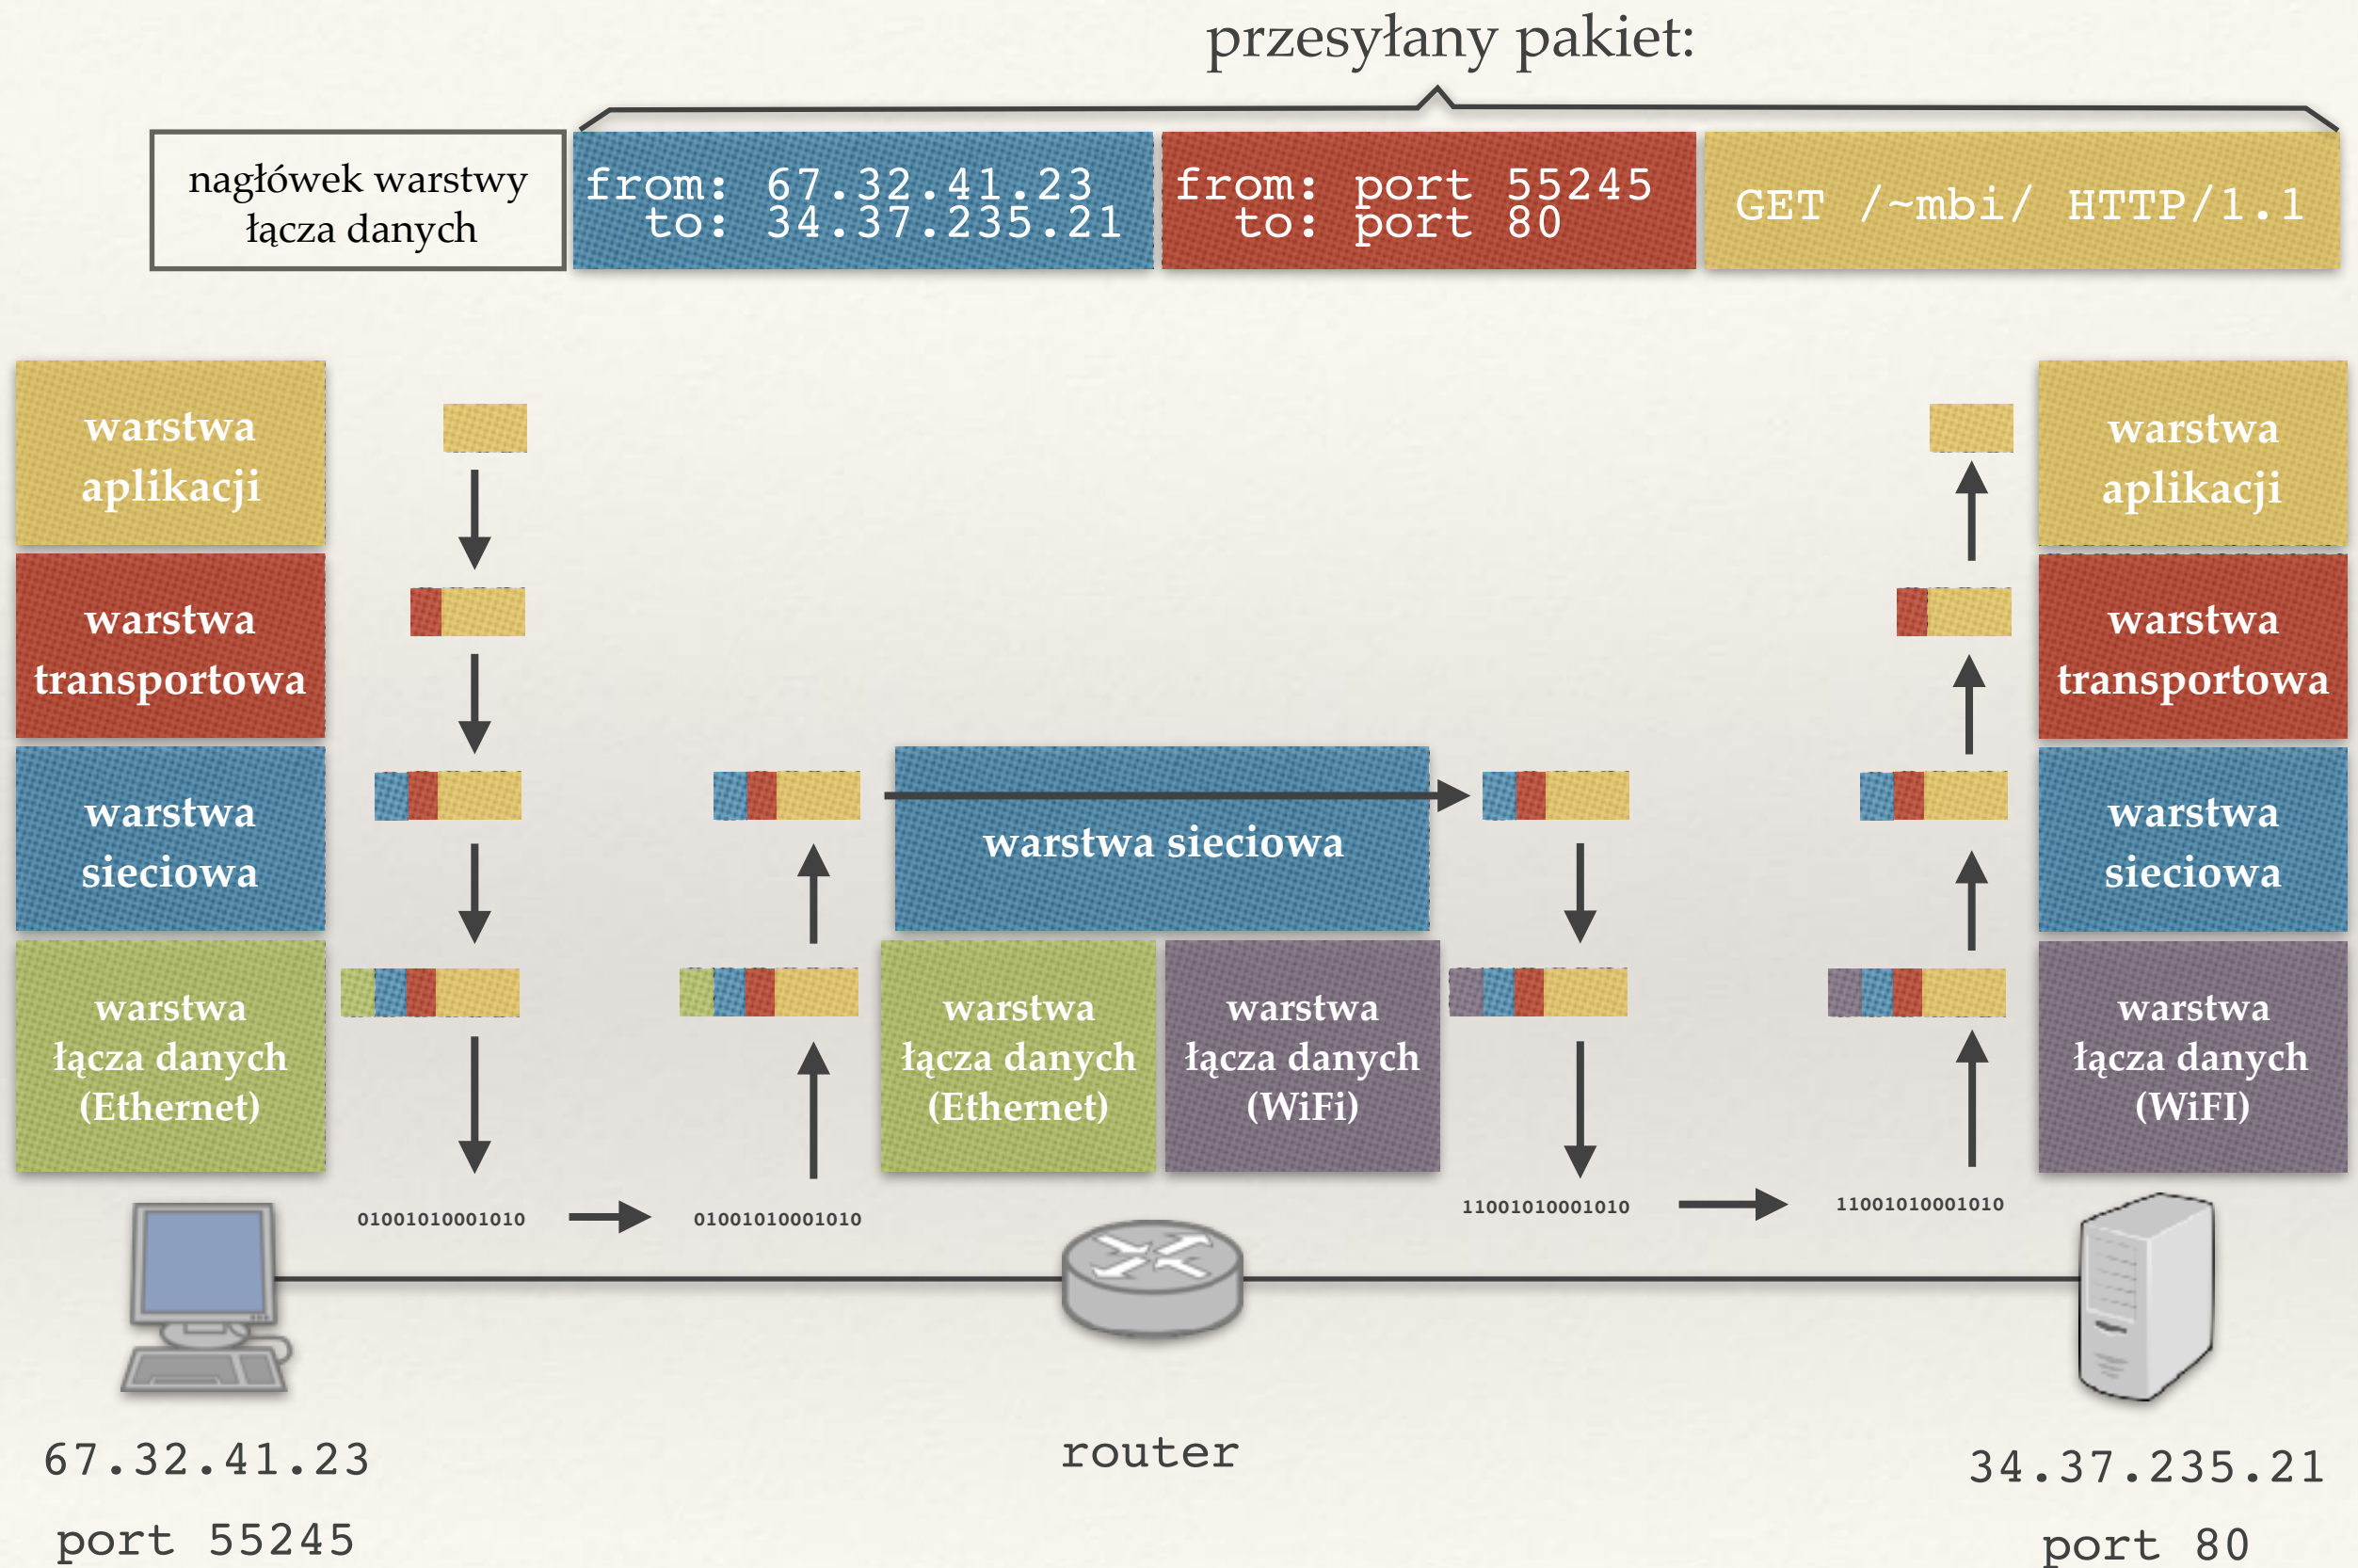 przesyłany pakiet:
nagłówek warstwy
łącza danych
from: 67.32.41.23
to: 34.37.235.21
from: port 55245
to: port 80
GET /~mbi/ HTTP/1.1
warstwa
aplikacji
warstwa
transportowa
warstwa
sieciowa
warstwa
łącza danych
(Ethernet)
warstwa sieciowa
warstwa
łącza danych
(Ethernet)
warstwa
łącza danych
(WiFi)
warstwa
aplikacji
warstwa
transportowa
warstwa
sieciowa
warstwa
łącza danych
(WiFI)
01001010001010
01001010001010
11001010001010
11001010001010
67.32.41.23
port 55245
router
34.37.235.21
port 80